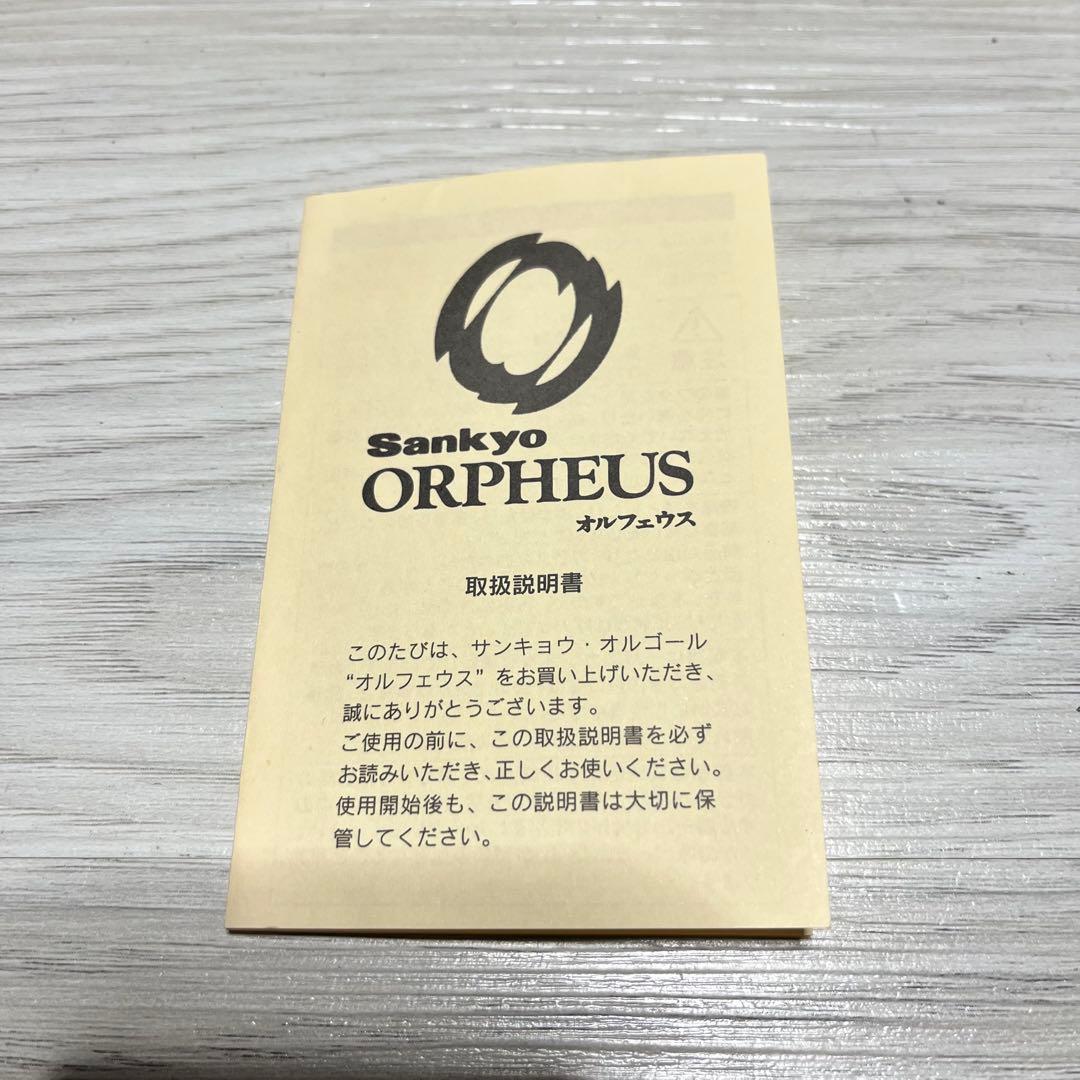 Sankyo
ORPHEUS
オルフェウス
取扱説明書
このたびは、サンキョウ・オルゴール
“オルフェウス”をお買い上げいただき、
誠にありがとうございます。
ご使用の前に、この取扱説明書を必ず
お読みいただき、正しくお使いください。
使用開始後も、この説明書は大切に保
管してください。